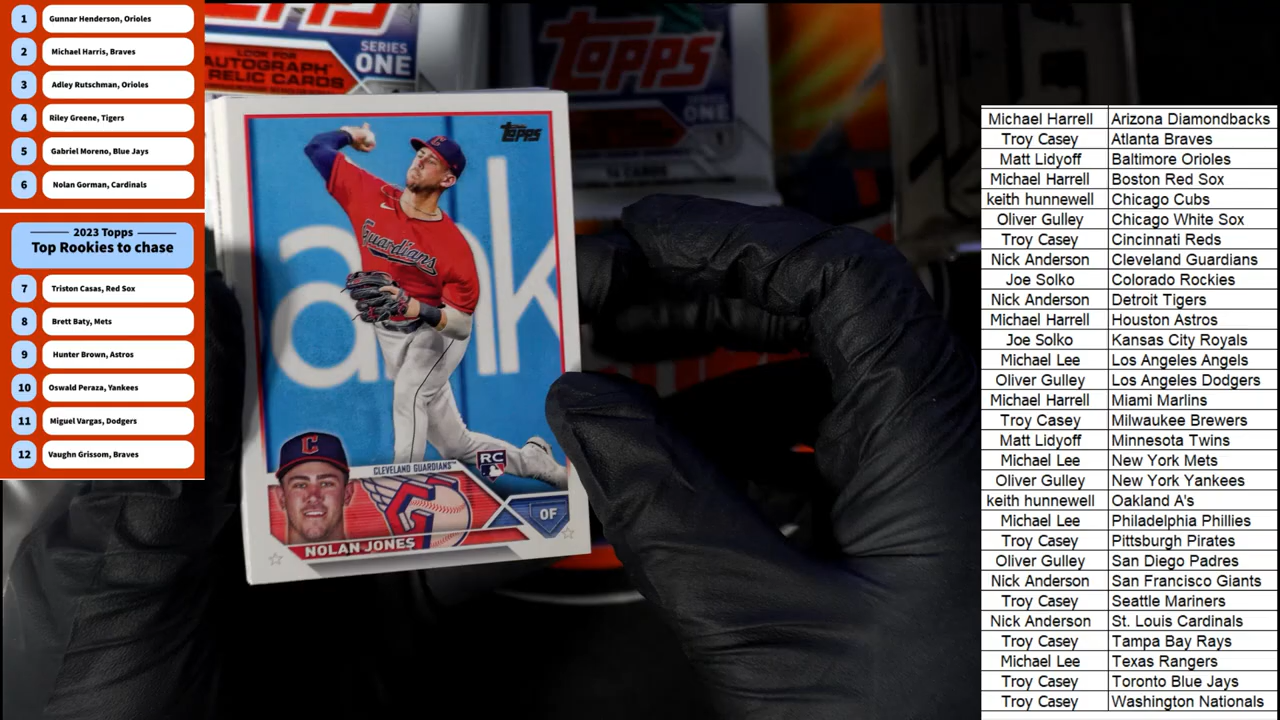 1 Gunnar Henderson, Orioles
2 Michael Harris, Braves
3 Adley Rutschman, Orioles
4 Riley Greene, Tigers
5 Gabriel Moreno, Blue Jays
6 Nolan Gorman, Cardinals
2023 Topps
Top Rookies to chase
7 Triston Casas, Red Sox
8 Brett Baty, Mets
9 Hunter Brown, Astros
10 Oswald Peraza, Yankees
11 Miguel Vargas, Dodgers
12 Vaughn Grissom, Braves
SERIES
ONE
LOOK FOR
AUTOGRAPH
RELIC CARDS
Topps
ONE
Topps
C
Guardians
ank
C
RC
CLEVELAND GUARDIANS
C
OF
NOLAN JONES
Michael Harrell Arizona Diamondbacks
Troy Casey Atlanta Braves
Matt Lidyoff Baltimore Orioles
Michael Harrell Boston Red Sox
keith hunnewell Chicago Cubs
Oliver Gulley Chicago White Sox
Troy Casey Cincinnati Reds
Nick Anderson Cleveland Guardians
Joe Solko Colorado Rockies
Nick Anderson Detroit Tigers
Michael Harrell Houston Astros
Joe Solko Kansas City Royals
Michael Lee Los Angeles Angels
Oliver Gulley Los Angeles Dodgers
Michael Harrell Miami Marlins
Troy Casey Milwaukee Brewers
Matt Lidyoff Minnesota Twins
Michael Lee New York Mets
Oliver Gulley New York Yankees
keith hunnewell Oakland A's
Michael Lee Philadelphia Phillies
Troy Casey Pittsburgh Pirates
Oliver Gulley San Diego Padres
Nick Anderson San Francisco Giants
Troy Casey Seattle Mariners
Nick Anderson St. Louis Cardinals
Troy Casey Tampa Bay Rays
Michael Lee Texas Rangers
Troy Casey Toronto Blue Jays
Troy Casey Washington Nationals